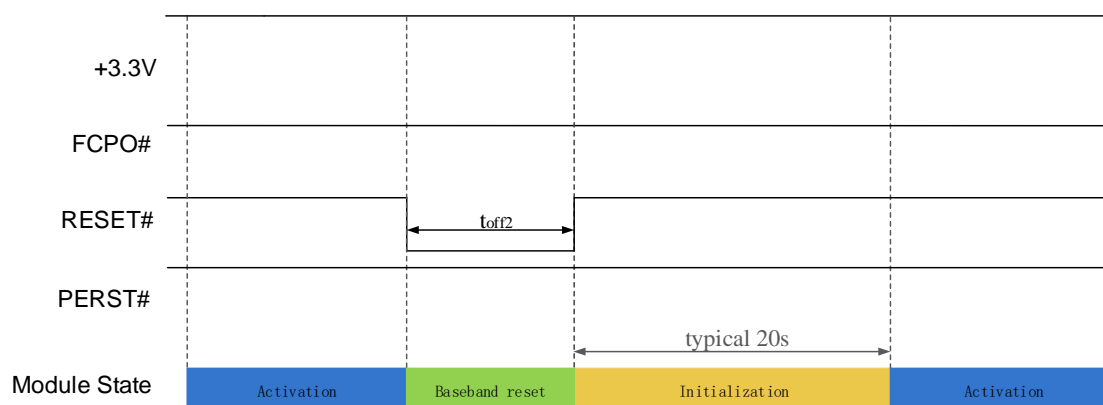 +3.3V
FCPO#
RESET#
toff2
PERST#
typical 20s
Module State
Activation
Baseband reset
Initialization
Activation